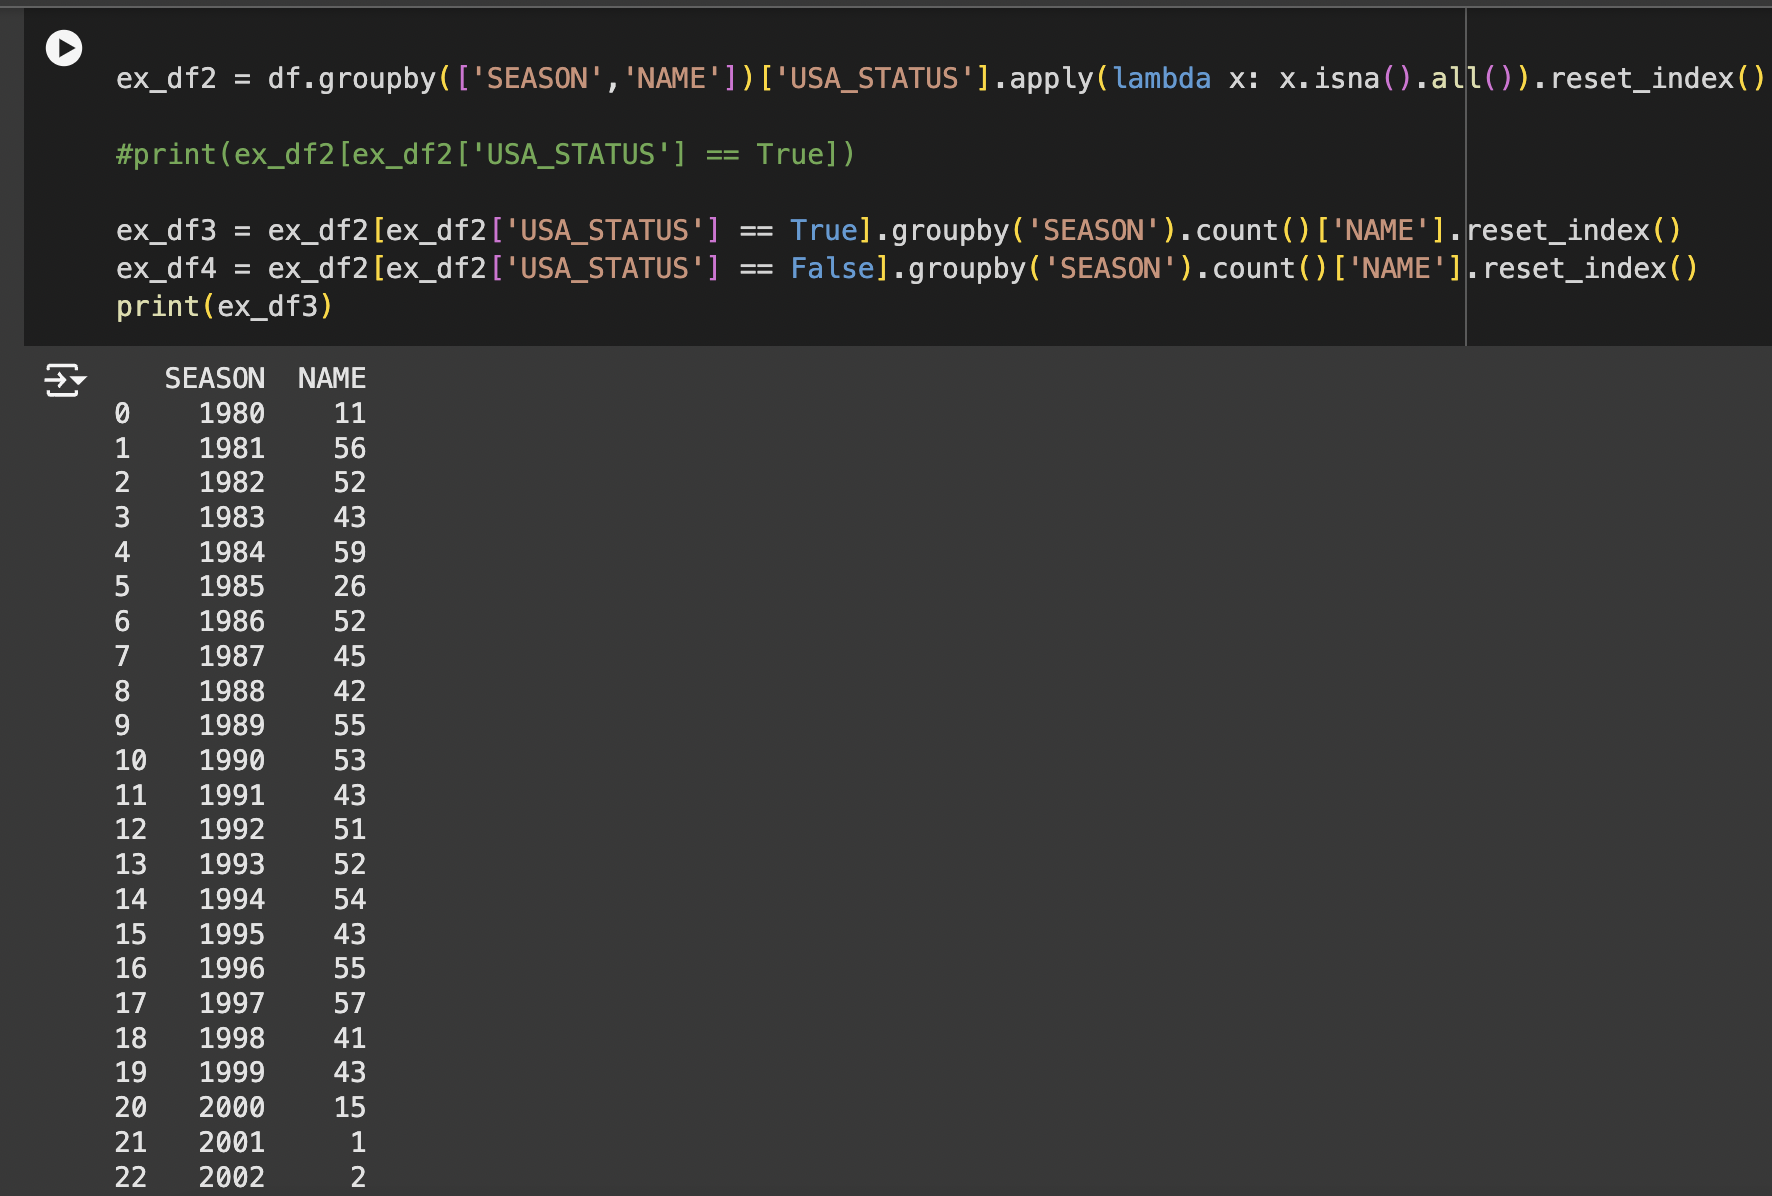 ex_df2 = df.groupby(['SEASON','NAME'])['USA_STATUS'].apply(lambda x: x.isna().all()).reset_index()
#print(ex_df2[ex_df2['USA_STATUS'] == True])
ex_df3 = ex_df2[ex_df2['USA_STATUS'] == True].groupby('SEASON').count()['NAME'].reset_index()
ex_df4 = ex_df2[ex_df2['USA_STATUS'] == False].groupby('SEASON').count()['NAME'].reset_index()
print(ex_df3)
SEASON NAME
0 1980 11
1 1981 56
2 1982 52
3 1983 43
4 1984 59
5 1985 26
6 1986 52
7 1987 45
8 1988 42
9 1989 55
10 1990 53
11 1991 43
12 1992 51
13 1993 52
14 1994 54
15 1995 43
16 1996 55
17 1997 57
18 1998 41
19 1999 43
20 2000 15
21 2001 1
22 2002 2